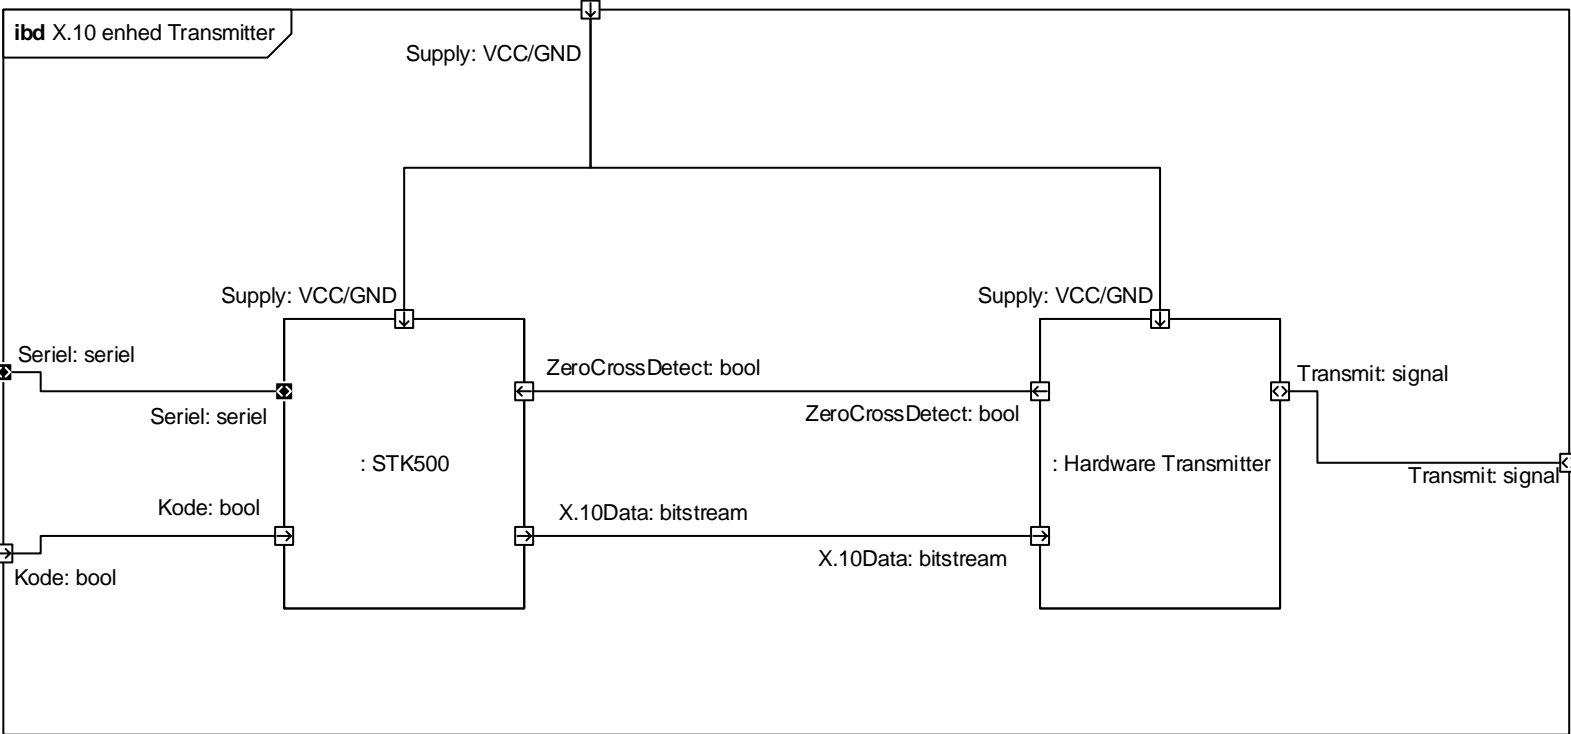 ibd X.10 enhed Transmitter
Supply: VCC/GND
Supply: VCC/GND
Supply: VCC/GND
Seriel: seriel
ZeroCrossDetect: bool
Transmit: signal
Seriel: seriel
ZeroCrossDetect: bool
: STK500
: Hardware Transmitter
Transmit: signal
Kode: bool
X.10Data: bitstream
X.10Data: bitstream
Kode: bool